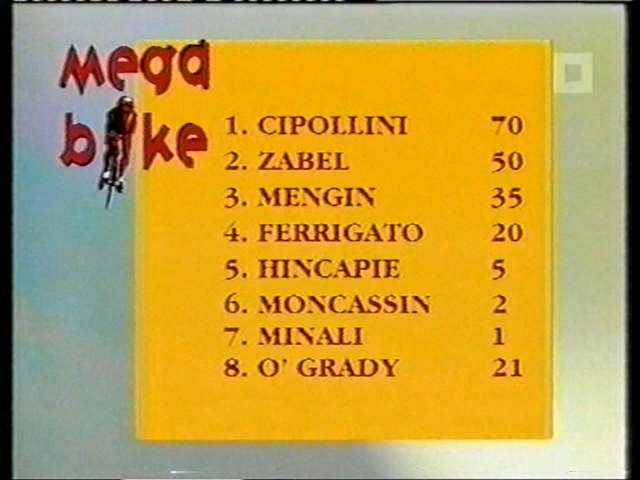 mega
bike
1. CIPOLLINI 70
2. ZABEL 50
3. MENGIN 35
4. FERRIGATO 20
5. HINCAPIE 5
6. MONCASSIN 2
7. MINALI 1
8. O' GRADY 21